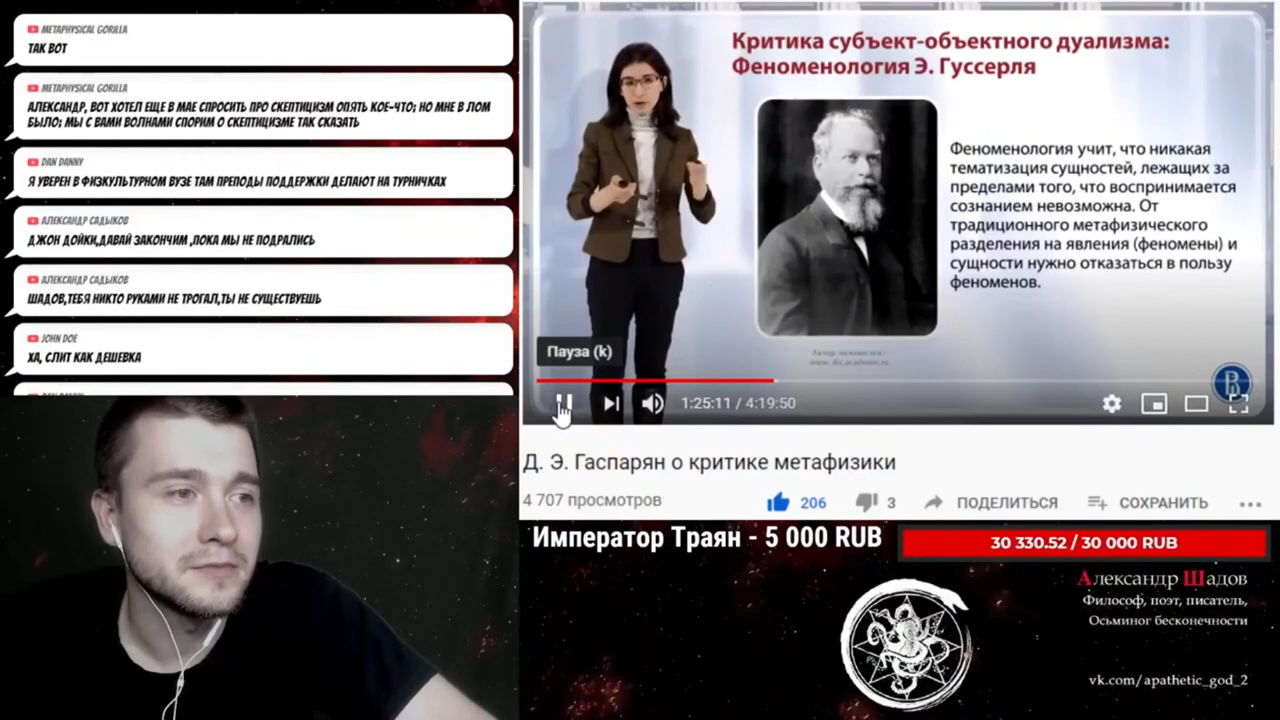 METAPHYSICAL GORILLA
ТАК ВОТ
METAPHYSICAL GORILLA
АЛЕКСАНДР, ВОТ ХОТЕЛ ЕЩЕ В МАЕ СПРОСИТЬ ПРО СКЕПТИЦИЗМ ОПЯТЬ КОЕ-ЧТО; НО МНЕ В ЛОМ
БЫЛО; МЫ С ВАМИ ВОЛНАМИ СПОРИМ О СКЕПТИЦИЗМЕ ТАК СКАЗАТЬ
DAN DANNY
Я УВЕРЕН В ФИЗКУЛЬТУРНОМ ВУЗЕ ТАМ ПРЕПОДЫ ПОДДЕРЖКИ ДЕЛАЮТ НА ТУРНИЧКАХ
АЛЕКСАНДР САДЫКОВ
ДЖОН ДОЙКИ,ДАВАЙ ЗАКОНЧИМ ,ПОКА МЫ НЕ ПОДРАЛИСЬ
АЛЕКСАНДР САДЫКОВ
ШАДОВ,ТЕБЯ НИКТО РУКАМИ НЕ ТРОГАЛ,ТЫ НЕ СУЩЕСТВУЕШЬ
JOHN DOE
ХА, СЛИТ КАК ДЕШЕВКА
Критика субъект-объектного дуализма:
Феноменология Э. Гуссерля
Феноменология учит, что никакая
тематизация сущностей, лежащих за
пределами того, что воспринимается
сознанием невозможна. От
традиционного метафизического
разделения на явления (феномены) и
сущности нужно отказаться в пользу
феноменов.
Автор неизвестен /
www. dic.academic.ru
Пауза (k)
1:25:11 / 4:19:50
Д. Э. Гаспарян о критике метафизики
4 707 просмотров
206
3
ПОДЕЛИТЬСЯ
СОХРАНИТЬ
Император Траян - 5 000 RUB
30 330.52 / 30 000 RUB
Александр Шадов
Философ, поэт, писатель,
Осьминог бесконечности
vk.com/apathetic_god_2